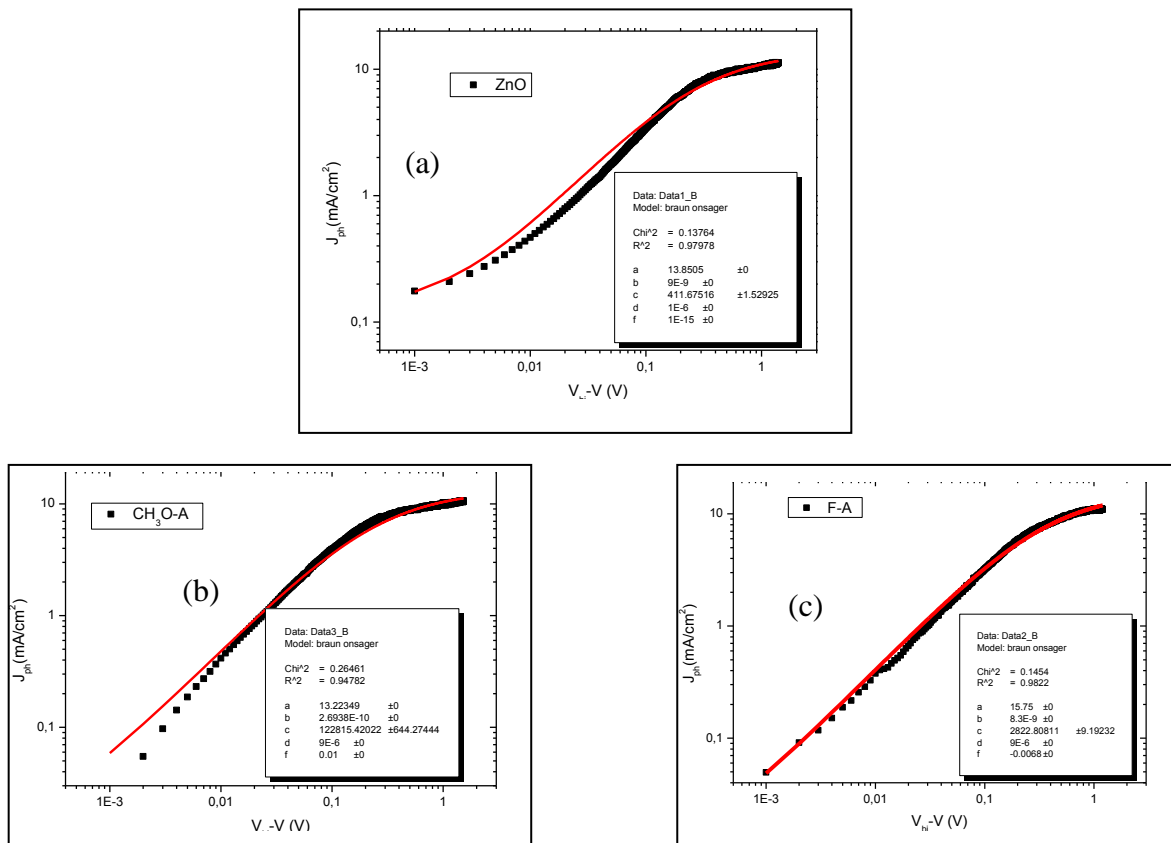 10
1
0,1
J_ph(mA/cm²)
ZnO
(a)
Data: Data1_B
Model: braun onsager
Chi^2 = 0.13764
R^2 = 0.97978
a 13.8505 ±0
b 9E-9 ±0
c 411.67516 ±1.52925
d 1E-6 ±0
f 1E-15 ±0
1E-3 0,01 0,1 1
-V (V)
10
1
0,1
J_ph(mA/cm²)
CH₃O-A
(b)
Data: Data3_B
Model: braun onsager
Chi^2 = 0.26461
R^2 = 0.94782
a 13.22349 ±0
b 2.6938E-10 ±0
c 122815.42022 ±644.27444
d 9E-6 ±0
f 0.01 ±0
1E-3 0,01 0,1 1
-V (V)
10
1
0,1
J_ph(mA/cm²)
F-A
(c)
Data: Data2_B
Model: braun onsager
Chi^2 = 0.1454
R^2 = 0.9822
a 15.75 ±0
b 8.3E-9 ±0
c 2822.80811 ±9.19232
d 9E-6 ±0
f -0.0068 ±0
1E-3 0,01 0,1 1
V_bi-V (V)